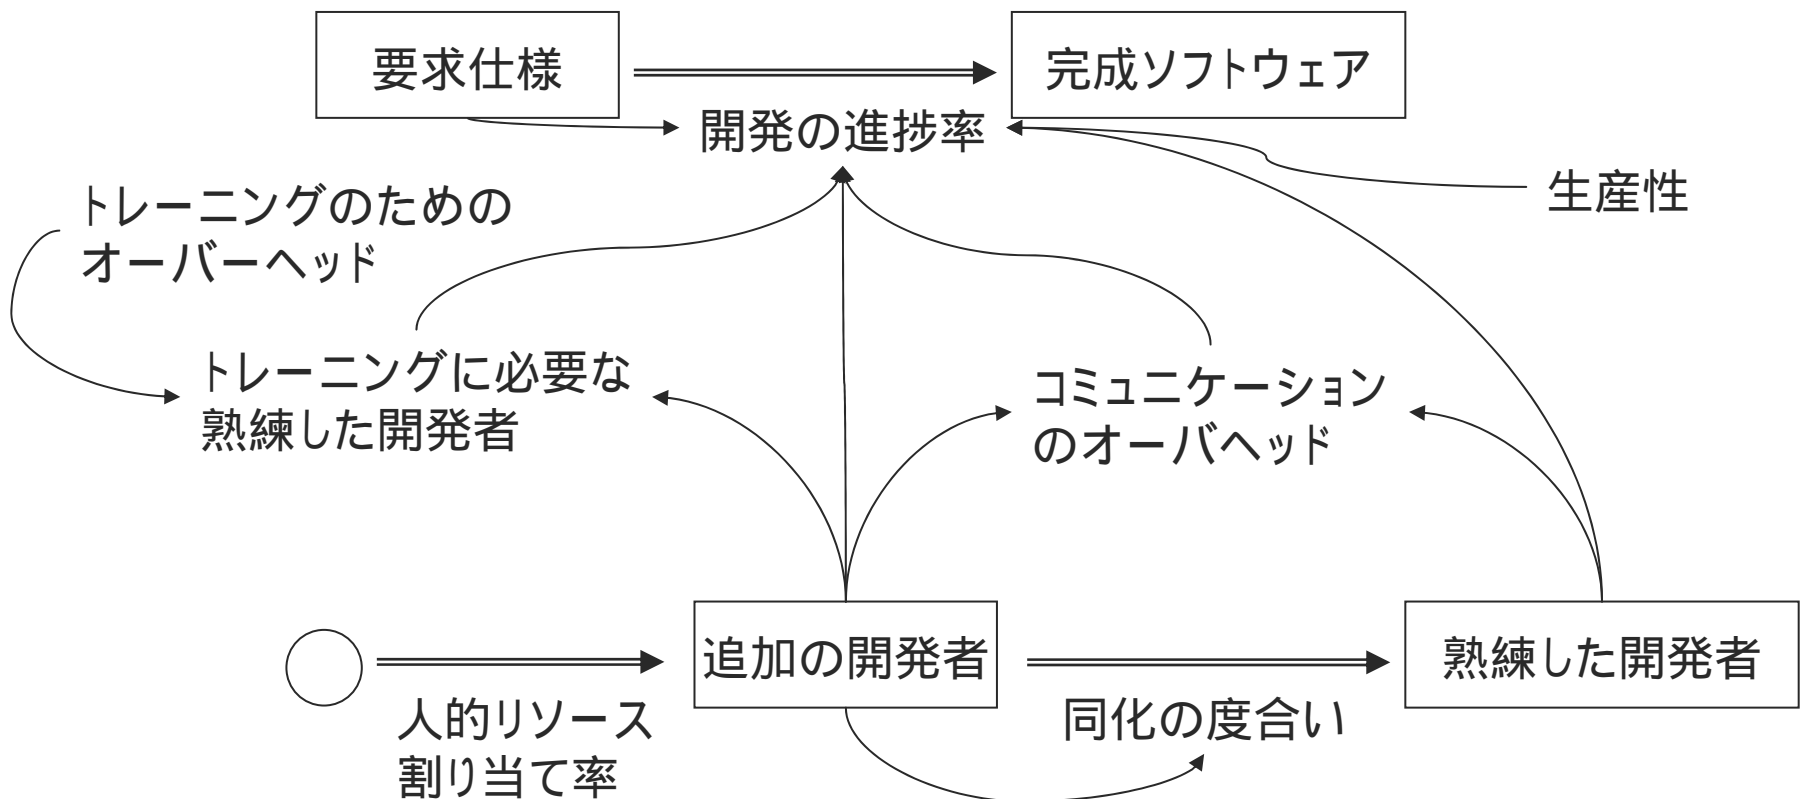 要求仕様
完成ソフトウェア
開発の進捗率
生産性
トレーニングのための
オーバーヘッド
トレーニングに必要な
熟練した開発者
コミュニケーション
のオーバヘッド
追加の開発者
熟練した開発者
人的リソース
割り当て率
同化の度合い